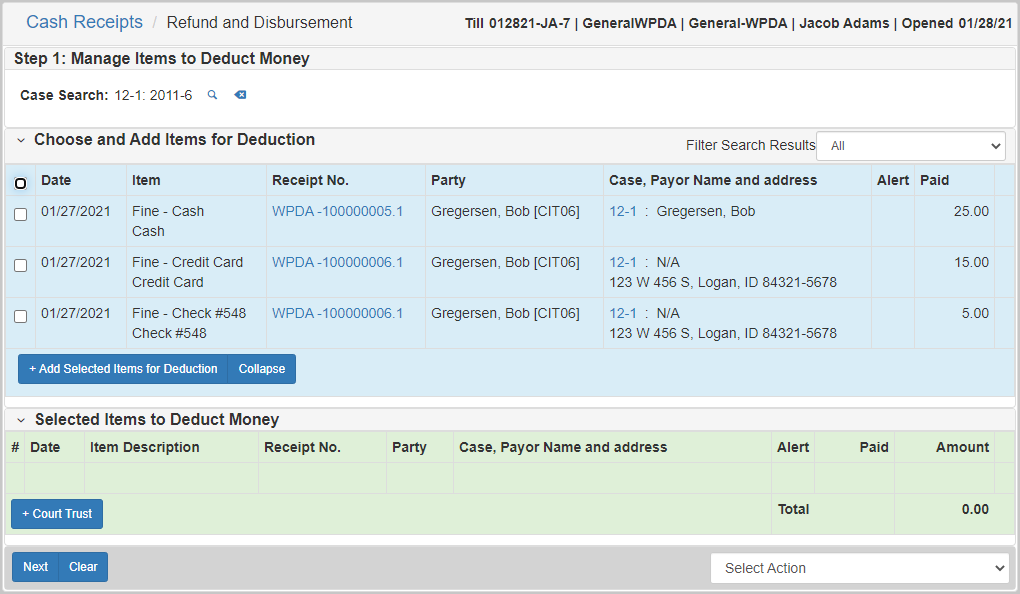 Cash Receipts / Refund and Disbursement Till 012821-JA-7 | GeneralWPDA | General-WPDA | Jacob Adams | Opened 01/28/21
Step 1: Manage Items to Deduct Money
Case Search: 12-1: 2011-6
Choose and Add Items for Deduction Filter Search Results All
Date Item Receipt No. Party Case, Payor Name and address Alert Paid
01/27/2021 Fine - Cash WPDA -100000005.1 Gregersen, Bob [CIT06] 12-1 : Gregersen, Bob 25.00
Cash
01/27/2021 Fine - Credit Card WPDA -100000006.1 Gregersen, Bob [CIT06] 12-1 : N/A 15.00
Credit Card 123 W 456 S, Logan, ID 84321-5678
01/27/2021 Fine - Check #548 WPDA -100000006.1 Gregersen, Bob [CIT06] 12-1 : N/A 5.00
Check #548 123 W 456 S, Logan, ID 84321-5678
+ Add Selected Items for Deduction Collapse
Selected Items to Deduct Money
# Date Item Description Receipt No. Party Case, Payor Name and address Alert Paid Amount
+ Court Trust Total 0.00
Next Clear Select Action